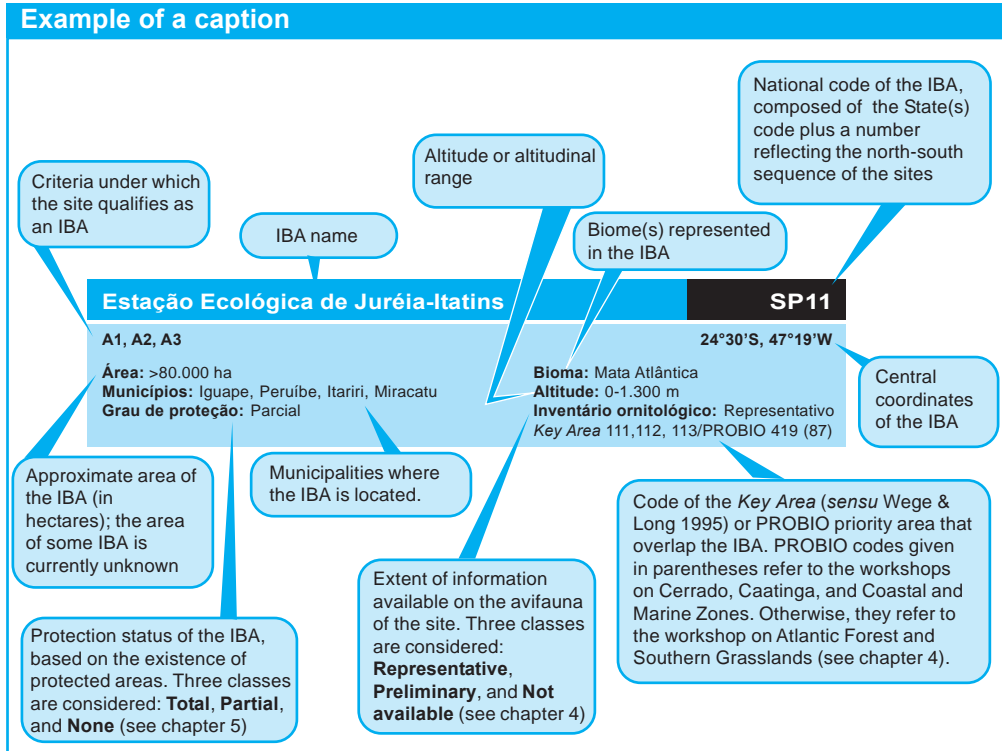 Example of a caption
National code of the IBA,
composed of the State(s)
code plus a number
reflecting the north-south
sequence of the sites
Altitude or altitudinal
range
Criteria under which
the site qualifies as
an IBA
IBA name
Biome(s) represented
in the IBA
Estação Ecológica de Juréia-Itatins
SP11
A1, A2, A3
24°30'S, 47°19'W
Área: >80.000 ha
Municípios: Iguape, Peruíbe, Itariri, Miracatu
Grau de proteção: Parcial
Bioma: Mata Atlântica
Altitude: 0-1.300 m
Inventário ornitológico: Representativo
Key Area 111,112, 113/PROBIO 419 (87)
Central
coordinates
of the IBA
Approximate area of
the IBA (in
hectares); the area
of some IBA is
currently unknown
Municipalities where
the IBA is located.
Code of the Key Area (sensu Wege &
Long 1995) or PROBIO priority area that
overlap the IBA. PROBIO codes given
in parentheses refer to the workshops
on Cerrado, Caatinga, and Coastal and
Marine Zones. Otherwise, they refer to
the workshop on Atlantic Forest and
Southern Grasslands (see chapter 4).
Extent of information
available on the avifauna
of the site. Three classes
are considered:
Representative,
Preliminary, and Not
available (see chapter 4)
Protection status of the IBA,
based on the existence of
protected areas. Three classes
are considered: Total, Partial,
and None (see chapter 5)